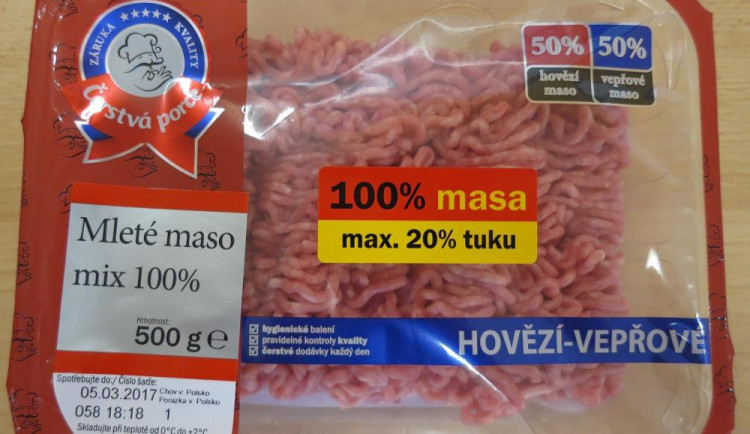 ZÁRUKA KVALITY
Čerstvá porce
50% 50%
hovězí maso
vepřové maso
100% masa
max. 20% tuku
Mleté maso
mix 100%
Hmotnost:
500 g ℮
hygienické balení
pravidelné kontroly kvality
čerstvé dodávky každý den
HOVĚZÍ-VEPŘOVÉ
Spotřebujte do:/ Číslo šarže:
05.03.2017 Chov v: Polsko
Porazka v: Polsko
058 18:18 1
Skladujte při teplotě od 0°C do +2°C